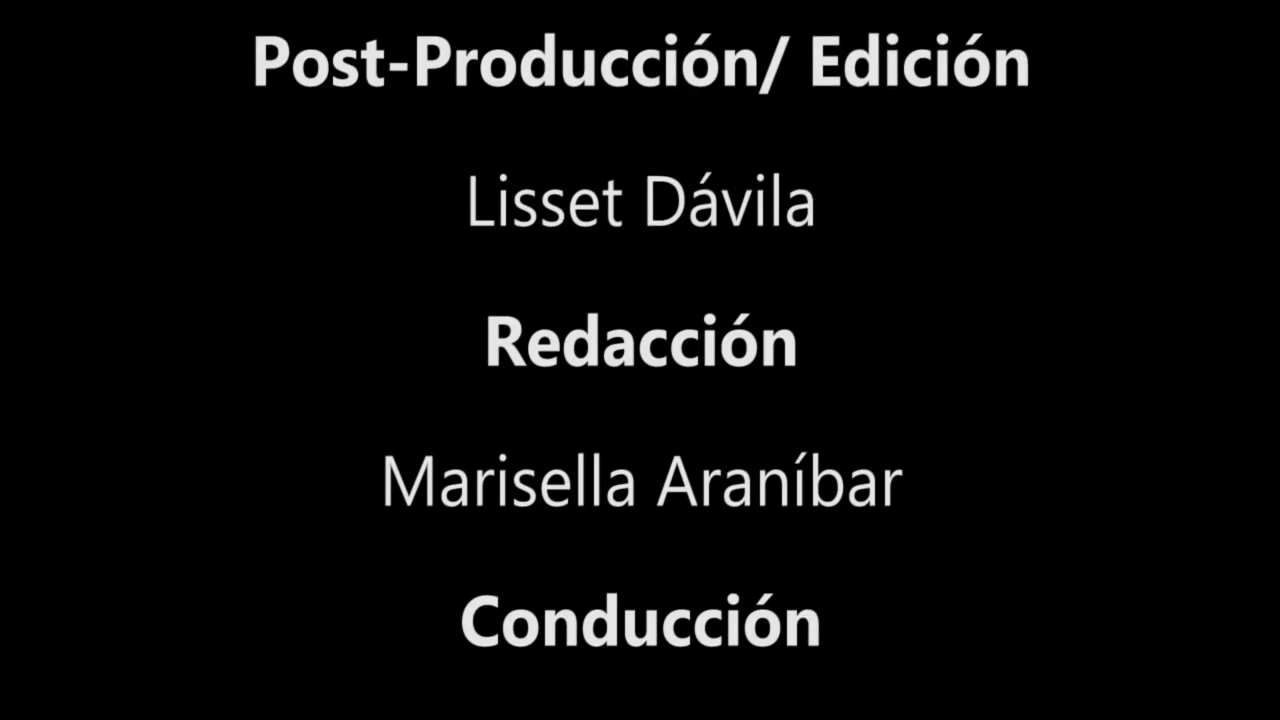 Post-Producción/ Edición
Lisset Dávila
Redacción
Marisella Araníbar
Conducción